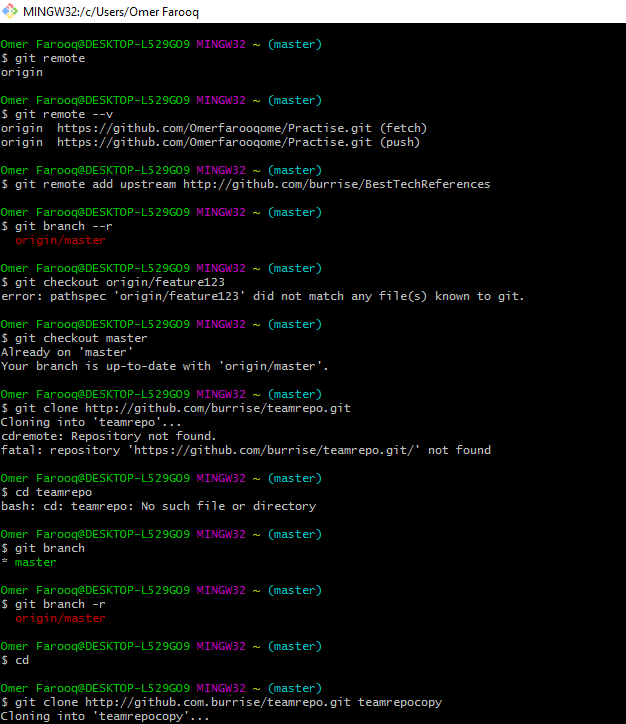 MINGW32:/c/Users/Omer Farooq
Omer Farooq@DESKTOP-L529GO9 MINGW32 ~ (master)
$ git remote
origin
Omer Farooq@DESKTOP-L529GO9 MINGW32 ~ (master)
$ git remote --v
origin  https://github.com/Omerfarooqome/Practise.git (fetch)
origin  https://github.com/Omerfarooqome/Practise.git (push)
Omer Farooq@DESKTOP-L529GO9 MINGW32 ~ (master)
$ git remote add upstream http://github.com/burrise/BestTechReferences
Omer Farooq@DESKTOP-L529GO9 MINGW32 ~ (master)
$ git branch --r
  origin/master
Omer Farooq@DESKTOP-L529GO9 MINGW32 ~ (master)
$ git checkout origin/feature123
error: pathspec 'origin/feature123' did not match any file(s) known to git.
Omer Farooq@DESKTOP-L529GO9 MINGW32 ~ (master)
$ git checkout master
Already on 'master'
Your branch is up-to-date with 'origin/master'.
Omer Farooq@DESKTOP-L529GO9 MINGW32 ~ (master)
$ git clone http://github.com/burrise/teamrepo.git
Cloning into 'teamrepo'...
cdremote: Repository not found.
fatal: repository 'https://github.com/burrise/teamrepo.git/' not found
Omer Farooq@DESKTOP-L529GO9 MINGW32 ~ (master)
$ cd teamrepo
bash: cd: teamrepo: No such file or directory
Omer Farooq@DESKTOP-L529GO9 MINGW32 ~ (master)
$ git branch
* master
Omer Farooq@DESKTOP-L529GO9 MINGW32 ~ (master)
$ git branch -r
  origin/master
Omer Farooq@DESKTOP-L529GO9 MINGW32 ~ (master)
$ cd
Omer Farooq@DESKTOP-L529GO9 MINGW32 ~ (master)
$ git clone http://github.com.burrise/teamrepo.git teamrepocopy
Cloning into 'teamrepocopy'...